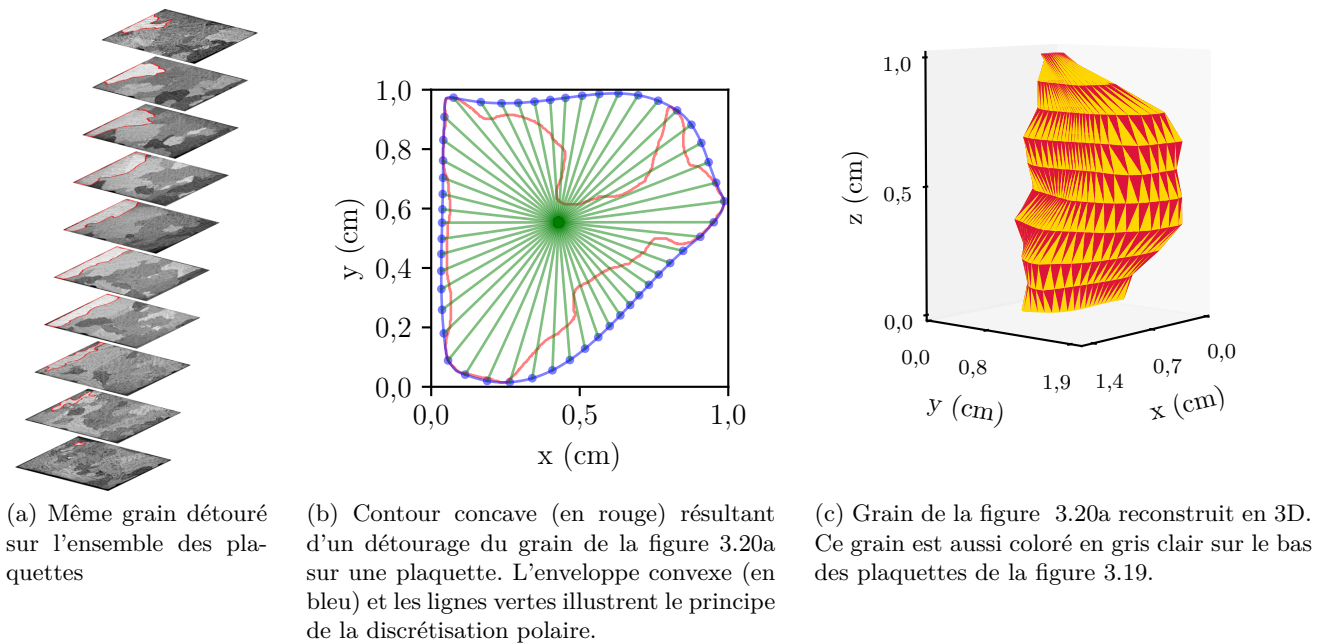 1,0
0,8
0,6
0,4
0,2
0,0
y (cm)
0,0 0,5 1,0
x (cm)
1,0
0,5
0,0
z (cm)
0,0 0,8 1,9
y (cm)
1,4 0,7 0,0
x (cm)
(a) Même grain détouré
sur l'ensemble des pla-
quettes
(b) Contour concave (en rouge) résultant
d'un détourage du grain de la figure 3.20a
sur une plaquette. L'enveloppe convexe (en
bleu) et les lignes vertes illustrent le principe
de la discrétisation polaire.
(c) Grain de la figure 3.20a reconstruit en 3D.
Ce grain est aussi coloré en gris clair sur le bas
des plaquettes de la figure 3.19.